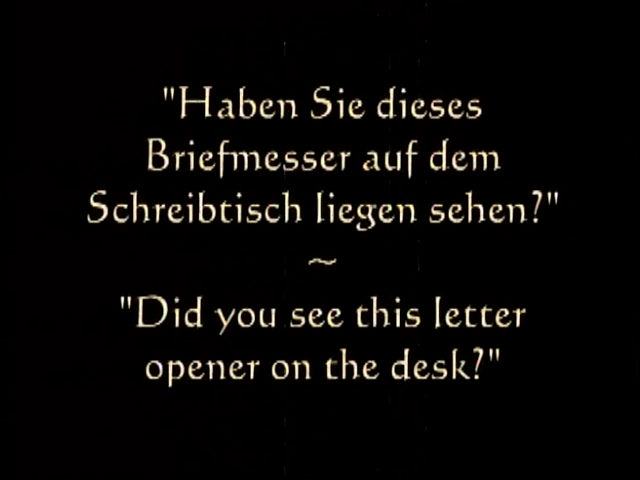 "Haben Sie dieses
Briefmesser auf dem
Schreibtisch liegen sehen?"
~
"Did you see this letter
opener on the desk?"